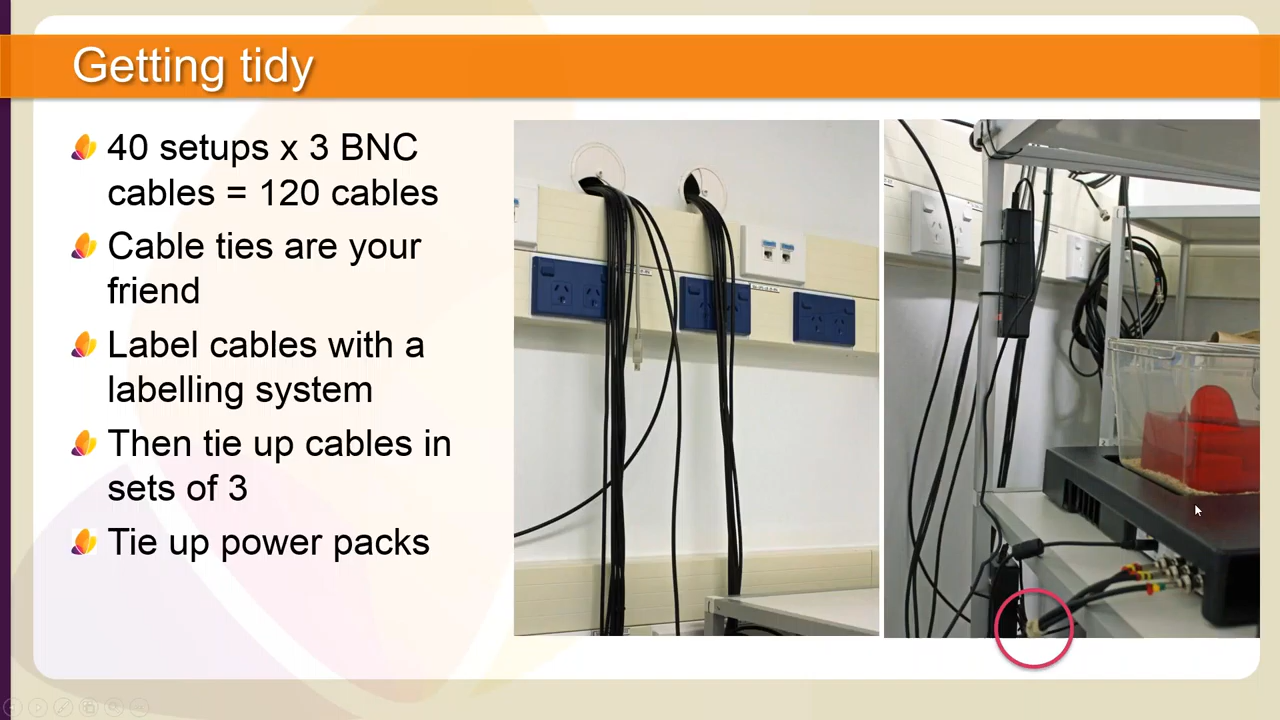 Getting tidy
40 setups x 3 BNC
cables = 120 cables
Cable ties are your
friend
Label cables with a
labelling system
Then tie up cables in
sets of 3
Tie up power packs